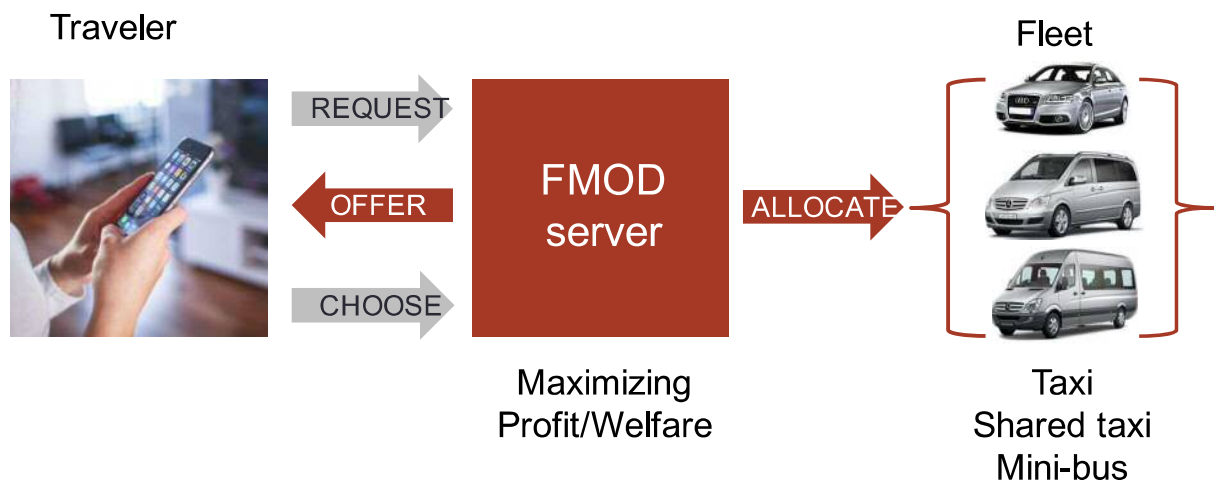 Traveler
Fleet
REQUEST
OFFER
CHOOSE
FMOD
server
ALLOCATE
Maximizing
Profit/Welfare
Taxi
Shared taxi
Mini-bus